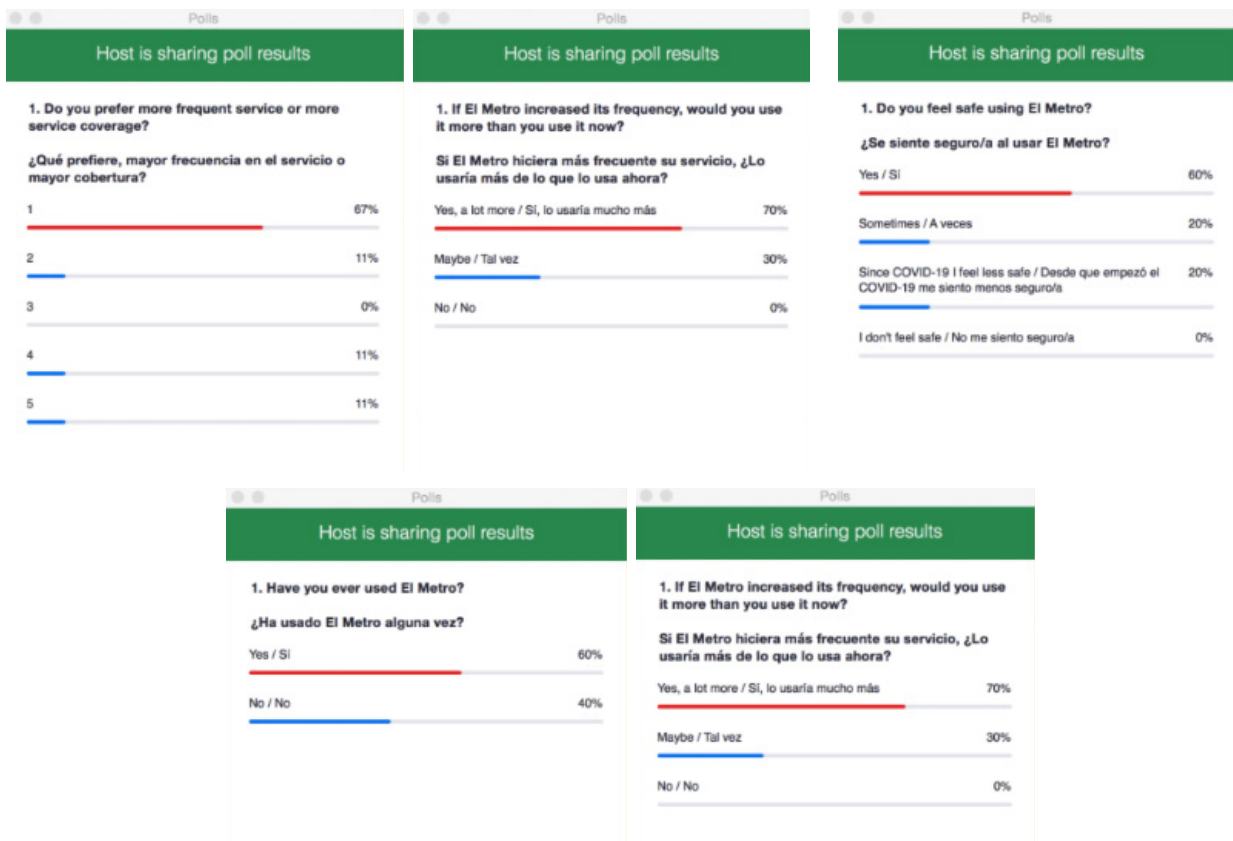 Polls
Host is sharing poll results
1. Do you prefer more frequent service or more
service coverage?
¿Qué prefiere, mayor frecuencia en el servicio o
mayor cobertura?
1 67%
2 11%
3 0%
4 11%
5 11%
Polls
Host is sharing poll results
1. If El Metro increased its frequency, would you use
it more than you use it now?
Si El Metro hiciera más frecuente su servicio, ¿Lo
usaría más de lo que lo usa ahora?
Yes, a lot more / Sí, lo usaría mucho más 70%
Maybe / Tal vez 30%
No / No 0%
Polls
Host is sharing poll results
1. Do you feel safe using El Metro?
¿Se siente seguro/a al usar El Metro?
Yes / Sí 60%
Sometimes / A veces 20%
Since COVID-19 I feel less safe / Desde que empezó el 20%
COVID-19 me siento menos seguro/a
I don't feel safe / No me siento seguro/a 0%
Polls
Host is sharing poll results
1. Have you ever used El Metro?
¿Ha usado El Metro alguna vez?
Yes / Sí 60%
No / No 40%
Polls
Host is sharing poll results
1. If El Metro increased its frequency, would you use
it more than you use it now?
Si El Metro hiciera más frecuente su servicio, ¿Lo
usaría más de lo que lo usa ahora?
Yes, a lot more / Sí, lo usaría mucho más 70%
Maybe / Tal vez 30%
No / No 0%